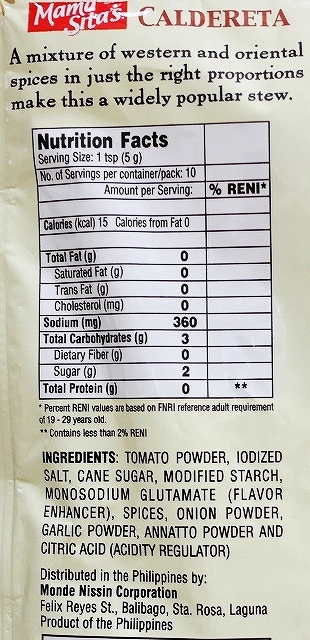 Mama
Sita's CALDERETA
A mixture of western and oriental
spices in just the right proportions
make this a widely popular stew.
Nutrition Facts
Serving Size: 1 tsp (5 g)
No. of Servings per container/pack: 10
Amount per Serving: % RENI*
Calories (kcal) 15 Calories from Fat 0
Total Fat (g) 0
Saturated Fat (g) 0
Trans Fat (g) 0
Cholesterol (mg) 0
Sodium (mg) 360
Total Carbohydrates (g) 3
Dietary Fiber (g) 0
Sugar (g) 2
Total Protein (g) 0 **
* Percent RENI values are based on FNRI reference adult requirement
of 19 - 29 years old.
** Contains less than 2% RENI
INGREDIENTS: TOMATO POWDER, IODIZED
SALT, CANE SUGAR, MODIFIED STARCH,
MONOSODIUM GLUTAMATE (FLAVOR
ENHANCER), SPICES, ONION POWDER,
GARLIC POWDER, ANNATTO POWDER AND
CITRIC ACID (ACIDITY REGULATOR)
Distributed in the Philippines by:
Monde Nissin Corporation
Felix Reyes St., Balibago, Sta. Rosa, Laguna
Product of the Philippines